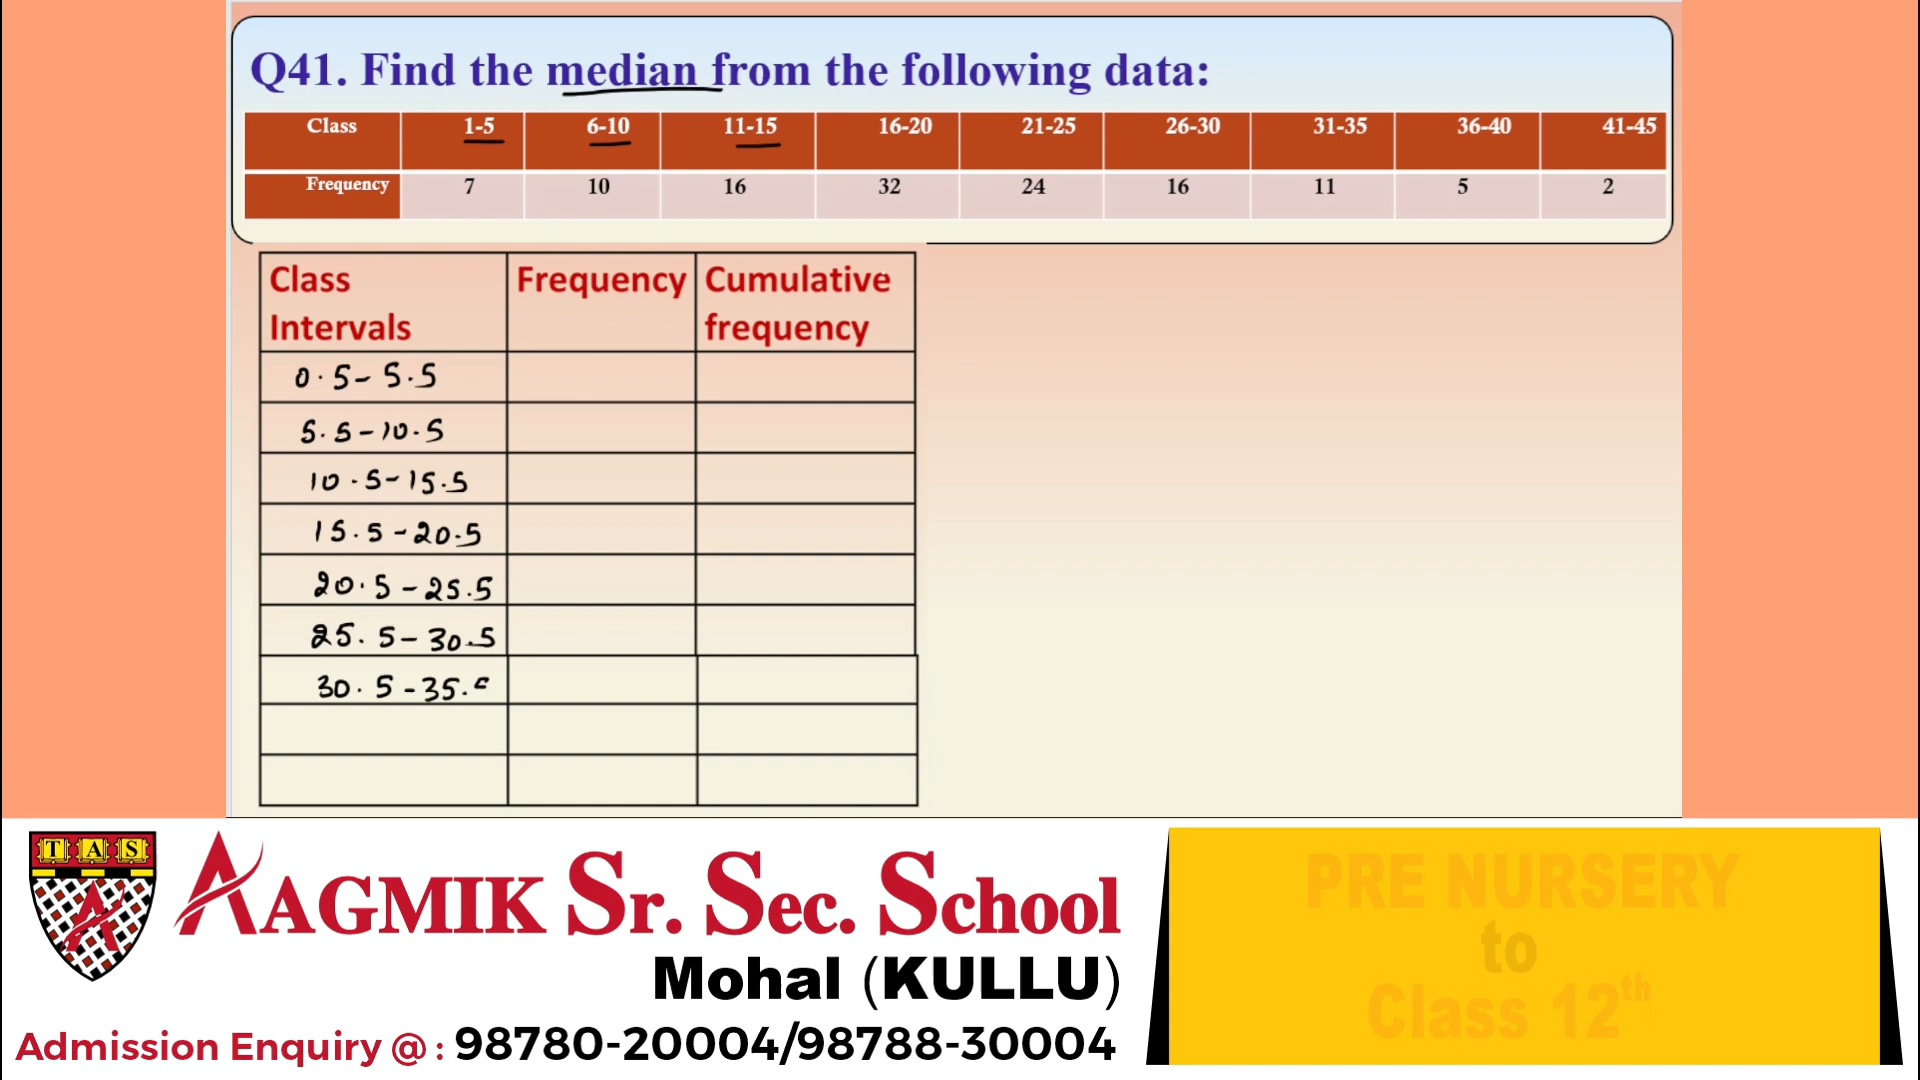 Q41. Find the median from the following data:
Class 1-5 6-10 11-15 16-20 21-25 26-30 31-35 36-40 41-45
Frequency 7 10 16 32 24 16 11 5 2
Class Intervals Frequency Cumulative frequency
0.5-5.5
5.5-10.5
10.5-15.5
15.5-20.5
20.5-25.5
25.5-30.5
30.5-35.
T A S
AAGMIK Sr. Sec. School
Mohal (KULLU)
Admission Enquiry @ : 98780-20004/98788-30004
PRE NURSERY
to
Class 12th